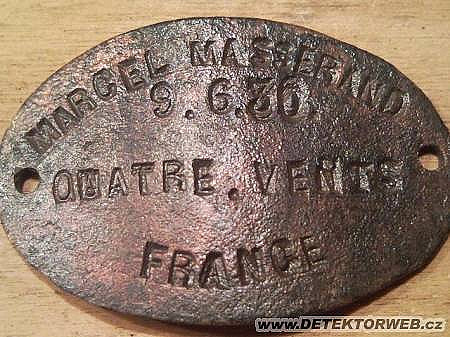 MARCEL MASSERAND
9.6.36.
QUATRE.VENTS
FRANCE
www.DETEKTORWEB.cz